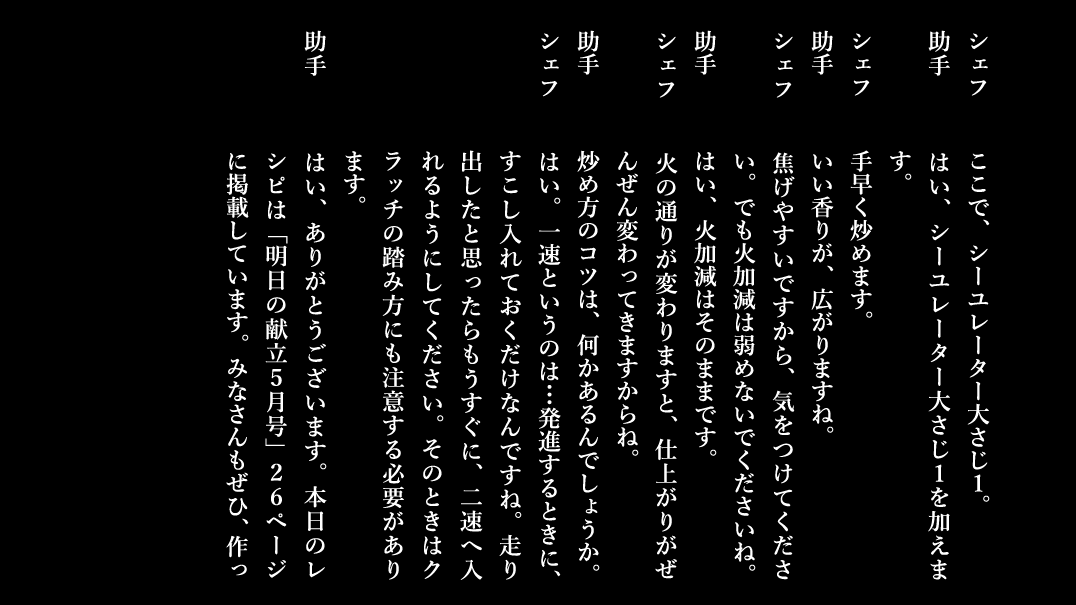 シェフ　ここで、シーユレーター大さじ1。
助手　はい、シーユレーター大さじ1を加えま
す。
シェフ　手早く炒めます。
助手　いい香りが、広がりますね。
シェフ　焦げやすいですから、気をつけてくださ
い。でも火加減は弱めないでくださいね。
助手　はい、火加減はそのままです。
シェフ　火の通りが変わりますと、仕上がりがぜ
んぜん変わってきますからね。
助手　炒め方のコツは、何かあるんでしょうか。
シェフ　はい。一速というのは…発進するときに、
すこし入れておくだけなんですね。走り
出したと思ったらもうすぐに、二速へ入
れるようにしてください。そのときはク
ラッチの踏み方にも注意する必要があり
ます。
助手　はい、ありがとうございます。本日のレ
シピは「明日の献立5月号」26ページ
に掲載しています。みなさんもぜひ、作っ